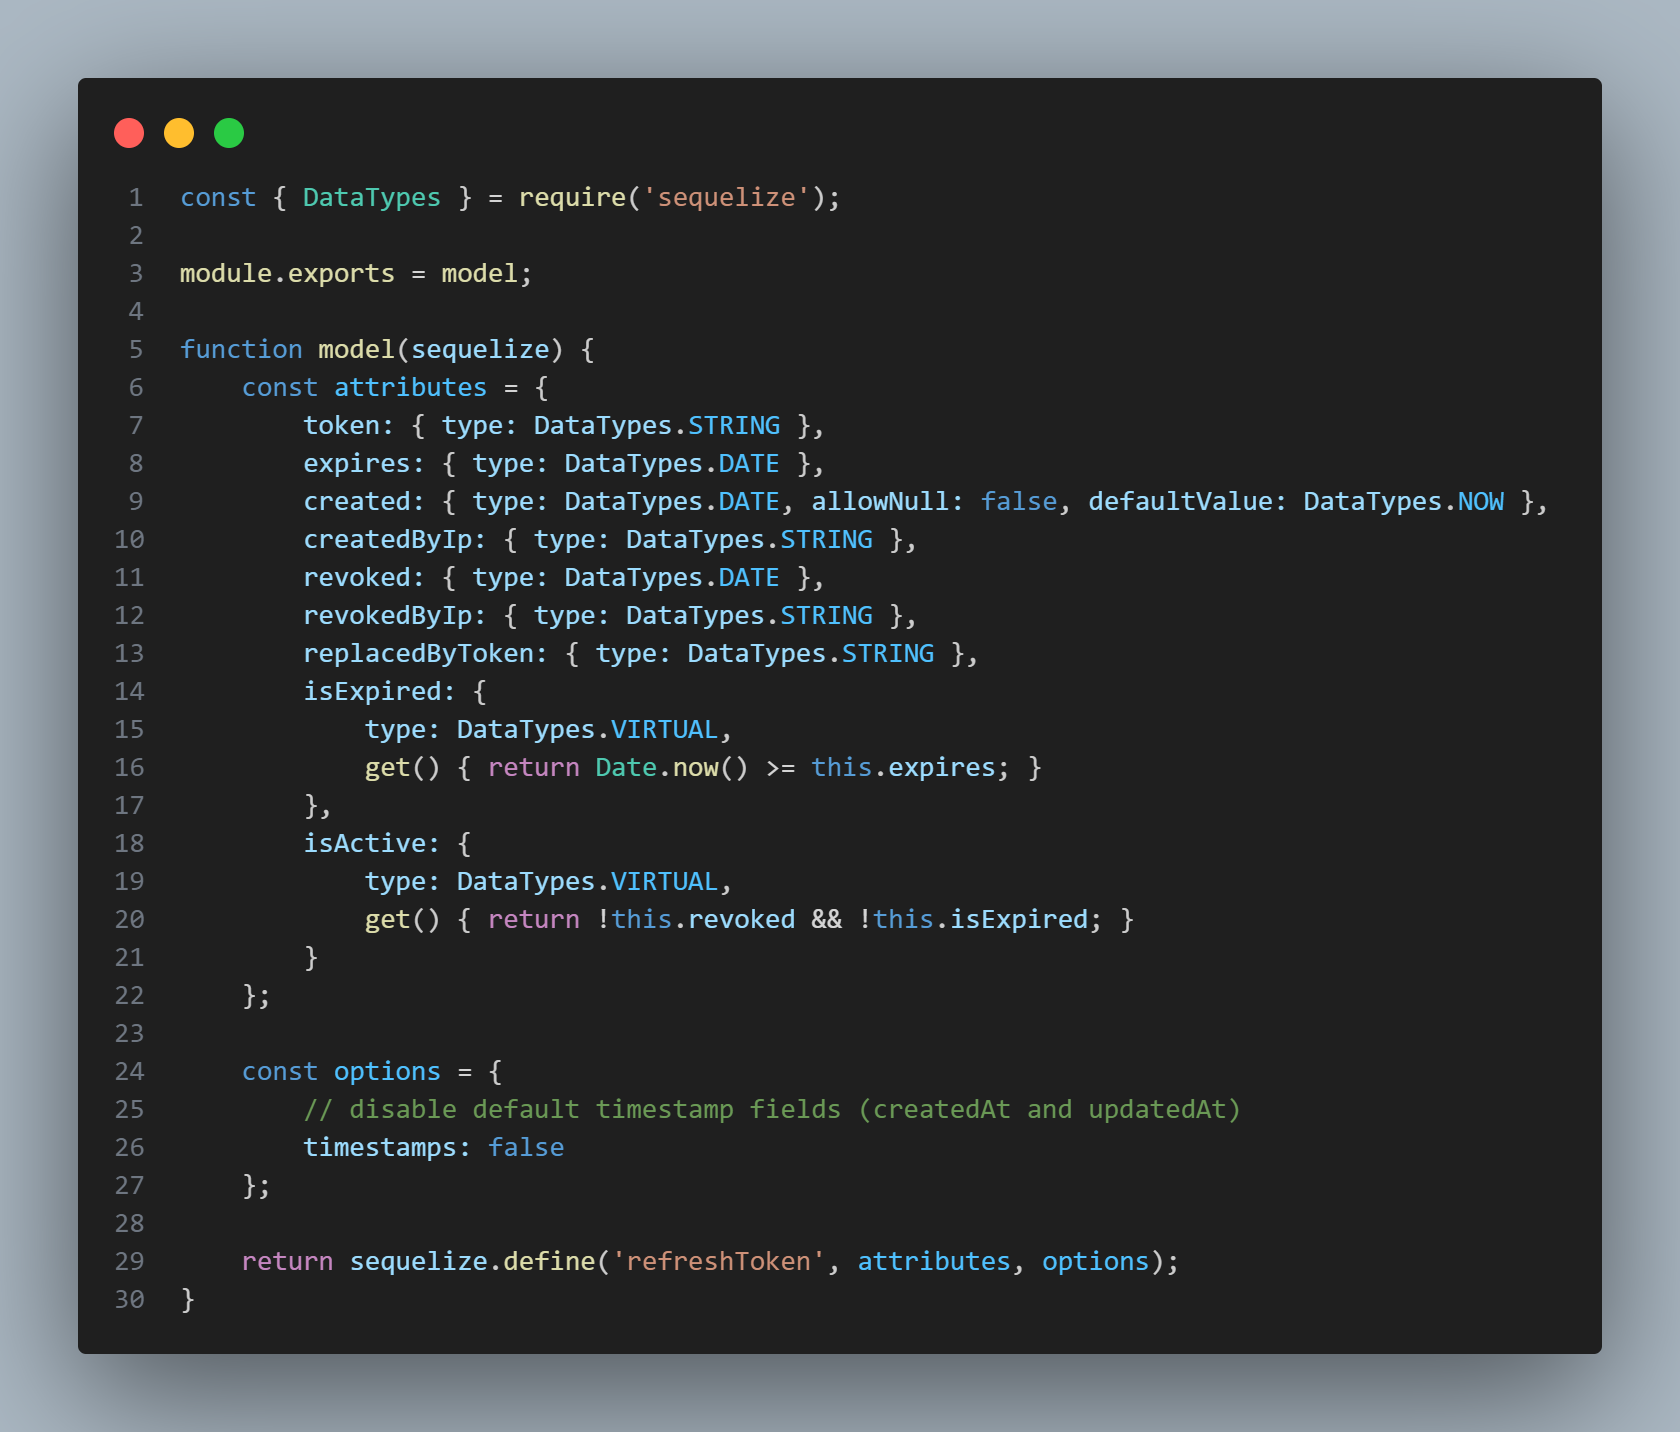 1 const { DataTypes } = require('sequelize');
2
3 module.exports = model;
4
5 function model(sequelize) {
6     const attributes = {
7         token: { type: DataTypes.STRING },
8         expires: { type: DataTypes.DATE },
9         created: { type: DataTypes.DATE, allowNull: false, defaultValue: DataTypes.NOW },
10         createdByIp: { type: DataTypes.STRING },
11         revoked: { type: DataTypes.DATE },
12         revokedByIp: { type: DataTypes.STRING },
13         replacedByToken: { type: DataTypes.STRING },
14         isExpired: {
15             type: DataTypes.VIRTUAL,
16             get() { return Date.now() >= this.expires; }
17         },
18         isActive: {
19             type: DataTypes.VIRTUAL,
20             get() { return !this.revoked && !this.isExpired; }
21         }
22     };
23
24     const options = {
25         // disable default timestamp fields (createdAt and updatedAt)
26         timestamps: false
27     };
28
29     return sequelize.define('refreshToken', attributes, options);
30 }